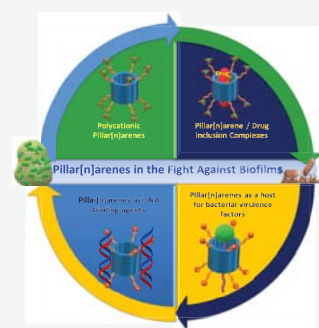 Drug
Polycationic
Pillar[n]arenes
Pillar[n]arene / Drug
inclusion Complexes
Pillar[n]arenes in the Fight Against Biofilms
Pillar[n]arenes as DNA
binding agents
Pillar[n]arenes as a host
for bacterial virulence
factors